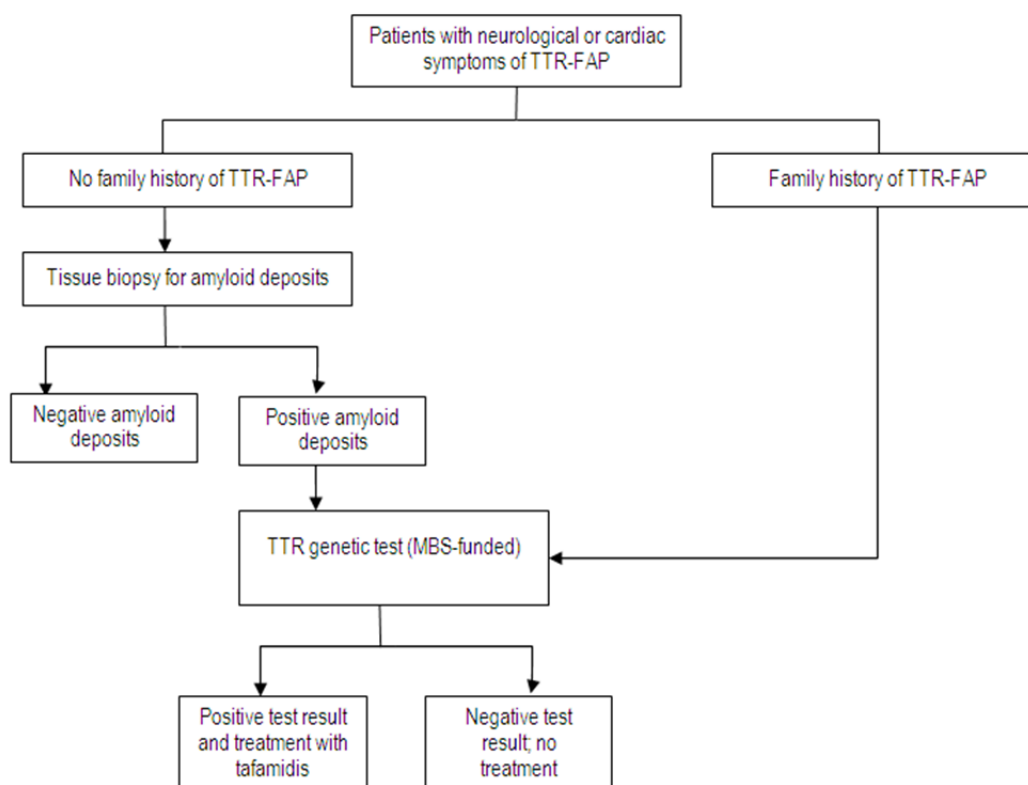 Patients with neurological or cardiac
symptoms of TTR-FAP
No family history of TTR-FAP
Family history of TTR-FAP
Tissue biopsy for amyloid deposits
Negative amyloid
deposits
Positive amyloid
deposits
TTR genetic test (MBS-funded)
Positive test result
and treatment with
tafamidis
Negative test
result; no
treatment